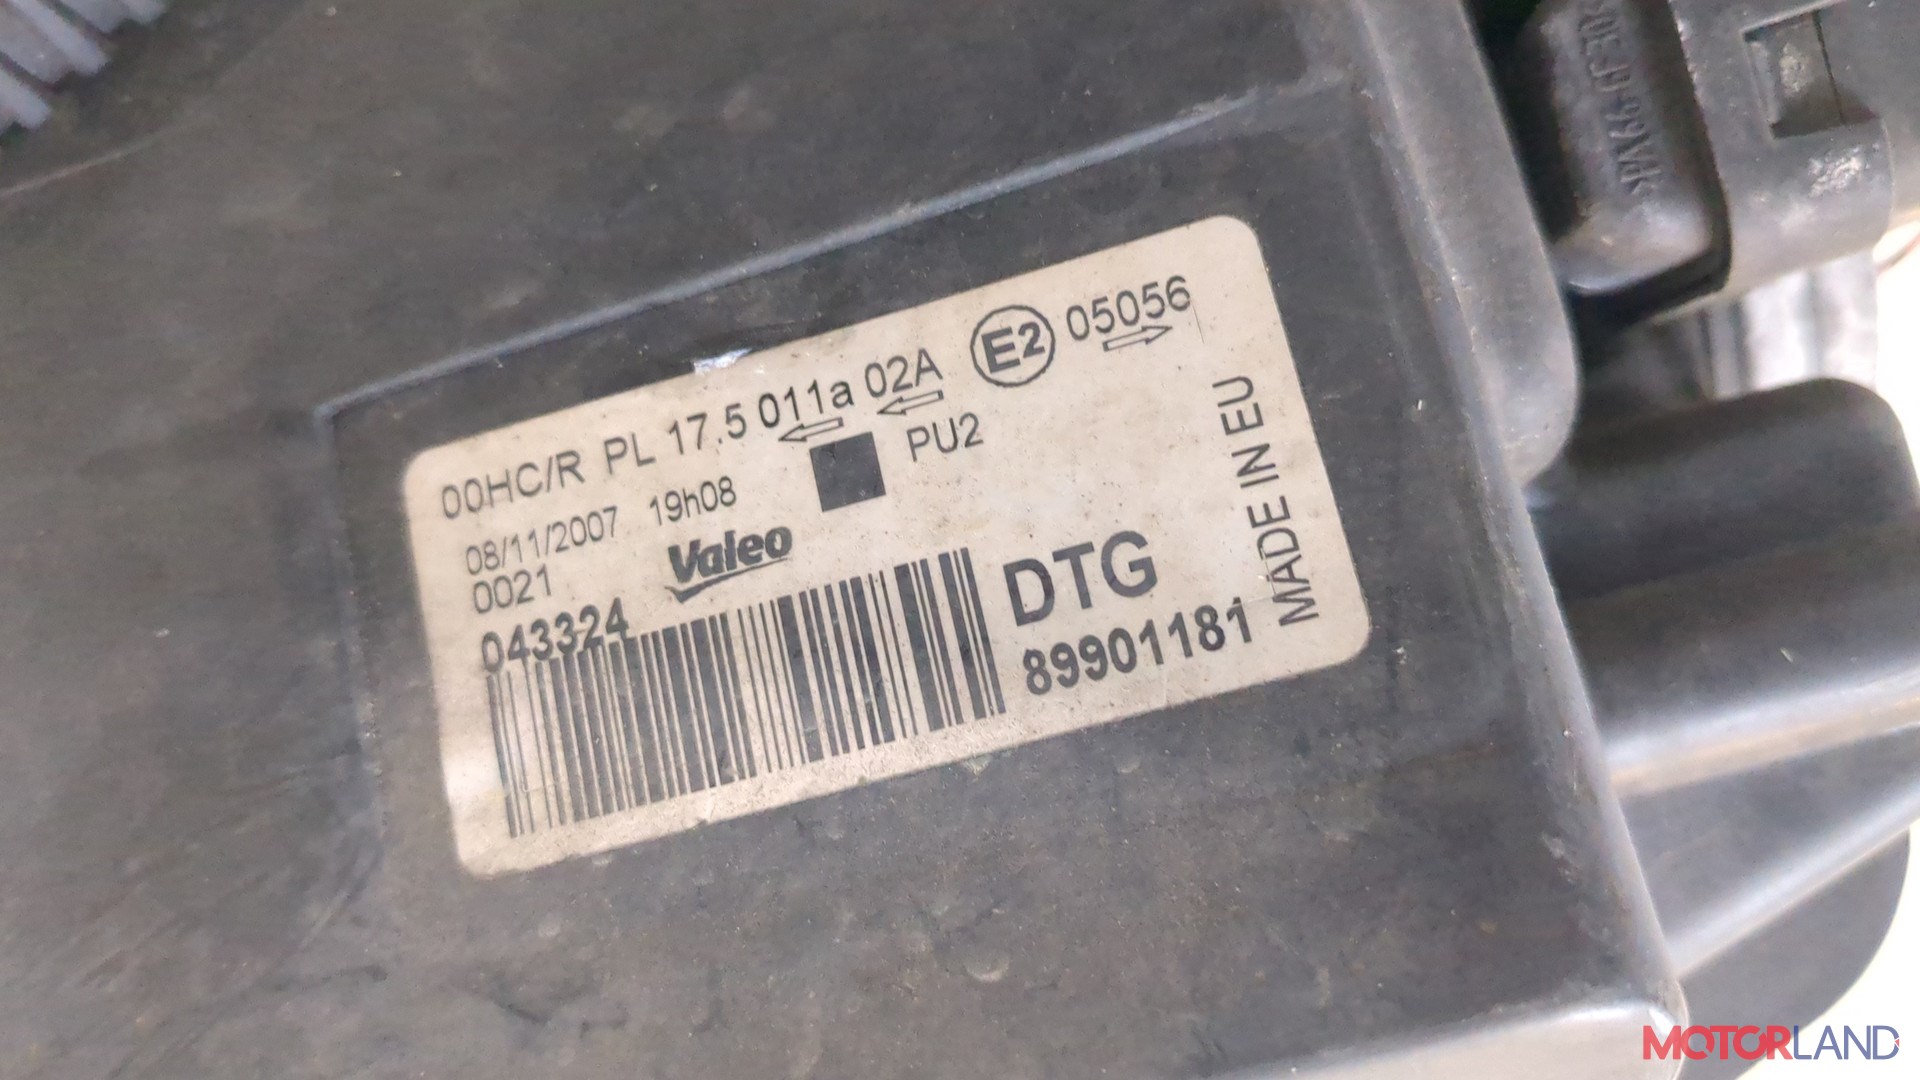 00HC/R PL 17.5 011a 02A E2 05056
PU2
08/11/2007 19h08
0021
Valeo
043324
DTG
89901181
MADE IN EU
MOTORLAND